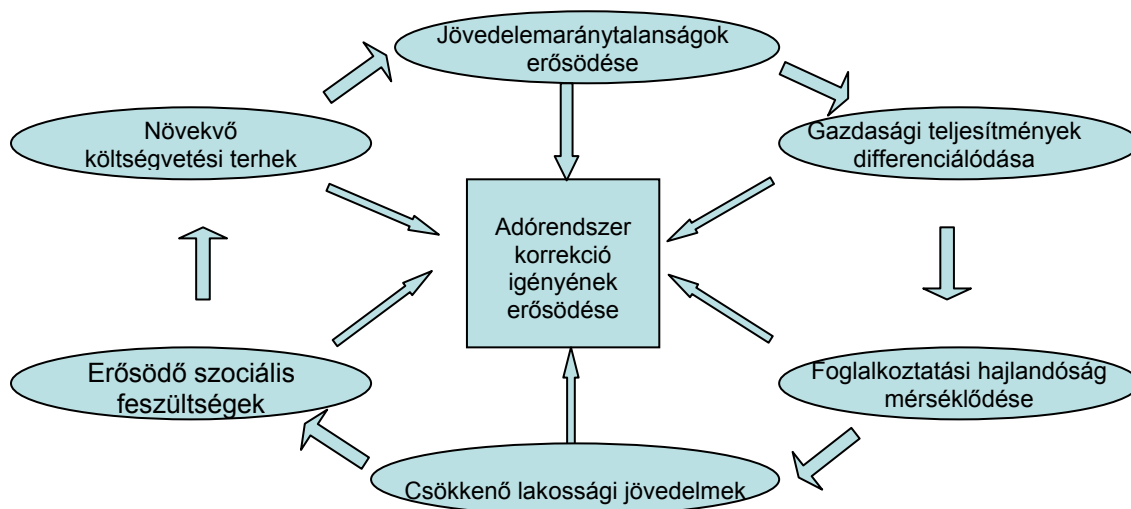 Jövedelemaránytalanságok
erősödése
Növekvő
költségvetési terhek
Gazdasági teljesítmények
differenciálódása
Adórendszer
korrekció
igényének
erősödése
Erősödő szociális
feszültségek
Foglalkoztatási hajlandóság
mérséklődése
Csökkenő lakossági jövedelmek